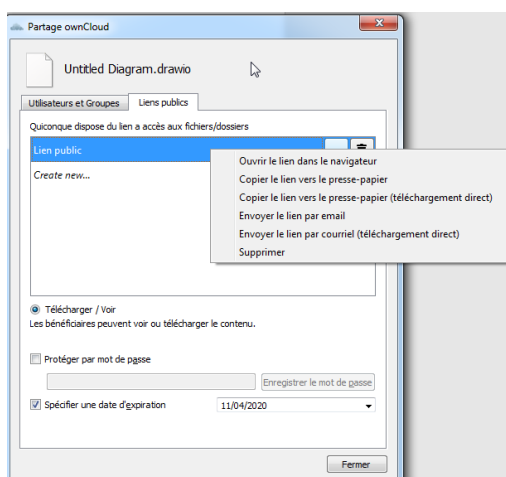 Partage ownCloud
Untitled Diagram.drawio
Utilisateurs et Groupes
Liens publics
Quiconque dispose du lien a accès aux fichiers/dossiers
Lien public
Create new...
Ouvrir le lien dans le navigateur
Copier le lien vers le presse-papier
Copier le lien vers le presse-papier (téléchargement direct)
Envoyer le lien par email
Envoyer le lien par courriel (téléchargement direct)
Supprimer
Télécharger / Voir
Les bénéficiaires peuvent voir ou télécharger le contenu.
Protéger par mot de passe
Enregistrer le mot de passe
Spécifier une date d'expiration 11/04/2020
Fermer